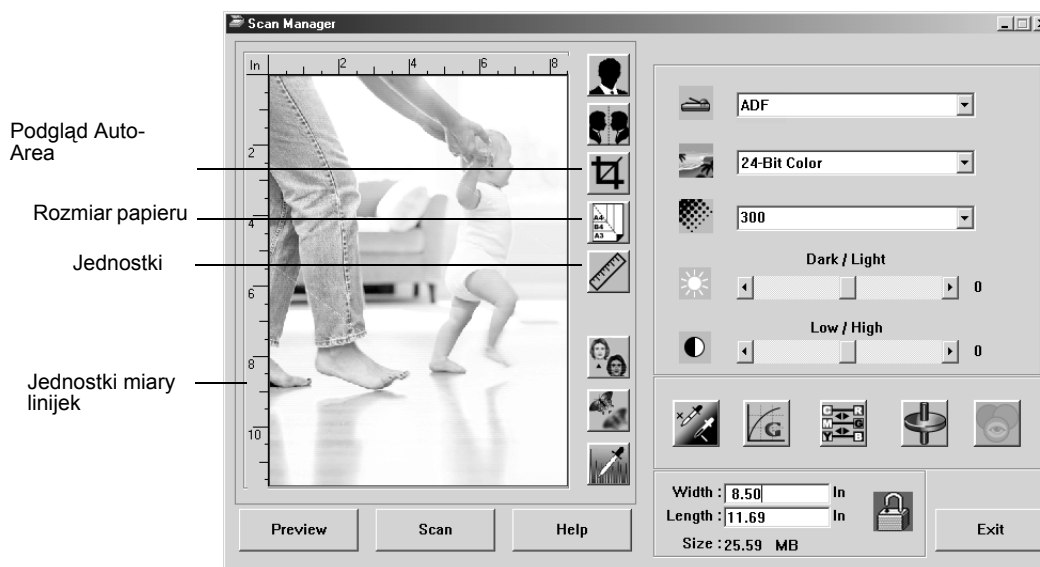 Scan Manager
In
2
4
6
8
2
4
6
8
10
Podgląd Auto-
Area
Rozmiar papieru
Jednostki
Jednostki miary
linijek
A4
B4
A3
G
C R
M G
Y B
ADF
24-Bit Color
300
Dark / Light
0
Low / High
0
Width : 8.50 In
Length : 11.69 In
Size : 25.59 MB
Preview
Scan
Help
Exit